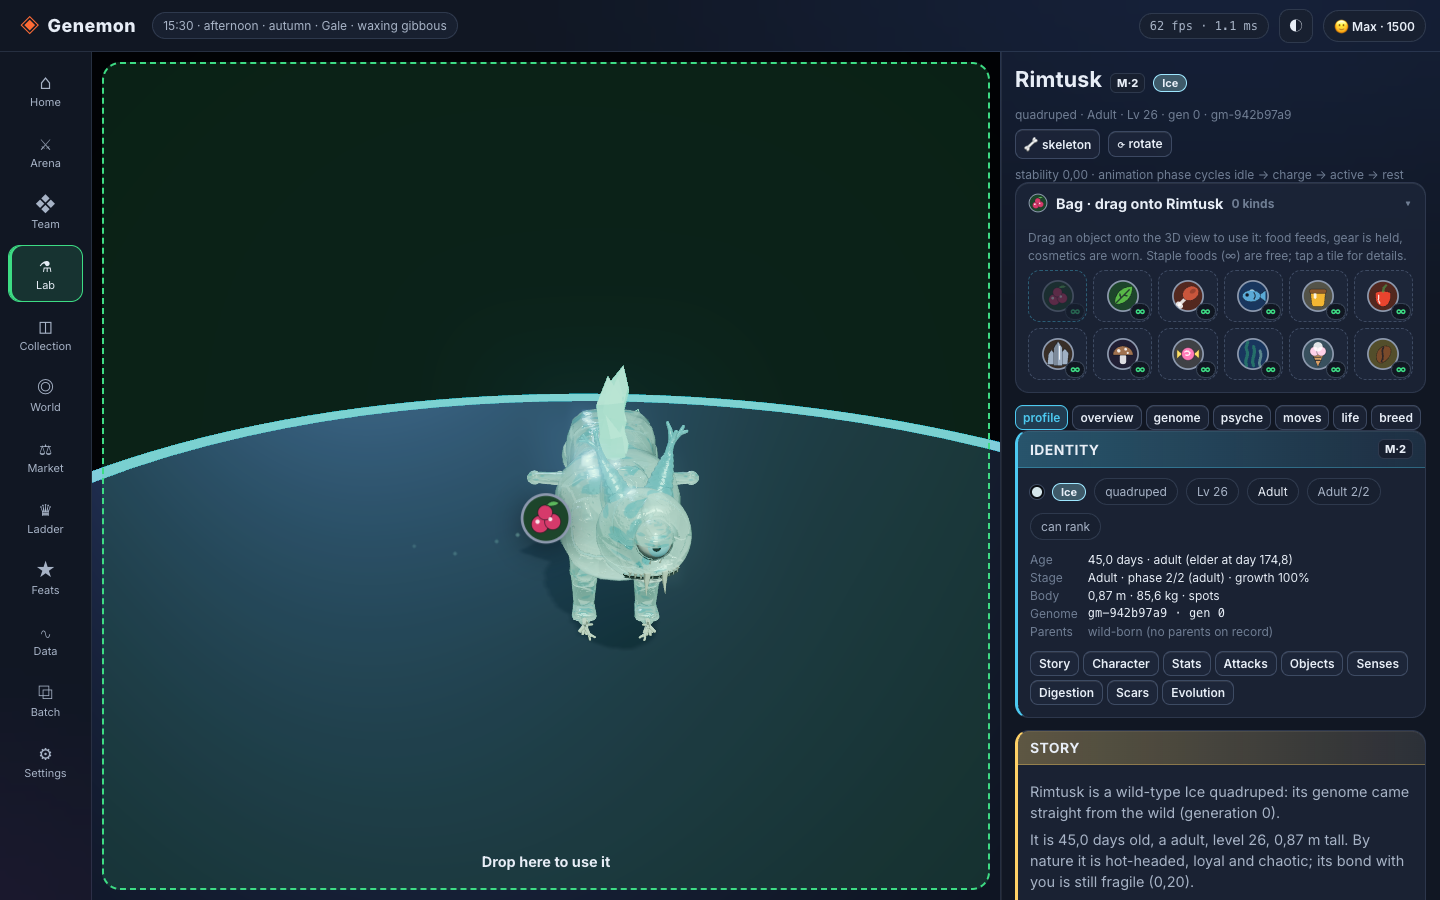 Genemon
15:30 · afternoon · autumn · Gale · waxing gibbous
62 fps · 1.1 ms
Max · 1500
Home
Arena
Team
Lab
Collection
World
Market
Ladder
Feats
Data
Batch
Settings
Drop here to use it
Rimtusk M·2 Ice
quadruped · Adult · Lv 26 · gen 0 · gm-942b97a9
skeleton
rotate
stability 0,00 · animation phase cycles idle → charge → active → rest
Bag · drag onto Rimtusk 0 kinds
Drag an object onto the 3D view to use it: food feeds, gear is held,
cosmetics are worn. Staple foods (∞) are free; tap a tile for details.
∞ ∞ ∞ ∞ ∞ ∞
∞ ∞ ∞ ∞ ∞ ∞
profile overview genome psyche moves life breed
IDENTITY M·2
Ice quadruped Lv 26 Adult Adult 2/2
can rank
Age 45,0 days · adult (elder at day 174,8)
Stage Adult · phase 2/2 (adult) · growth 100%
Body 0,87 m · 85,6 kg · spots
Genome gm-942b97a9 · gen 0
Parents wild-born (no parents on record)
Story Character Stats Attacks Objects Senses
Digestion Scars Evolution
STORY
Rimtusk is a wild-type Ice quadruped: its genome came
straight from the wild (generation 0).
It is 45,0 days old, a adult, level 26, 0,87 m tall. By
nature it is hot-headed, loyal and chaotic; its bond with
you is still fragile (0,20).